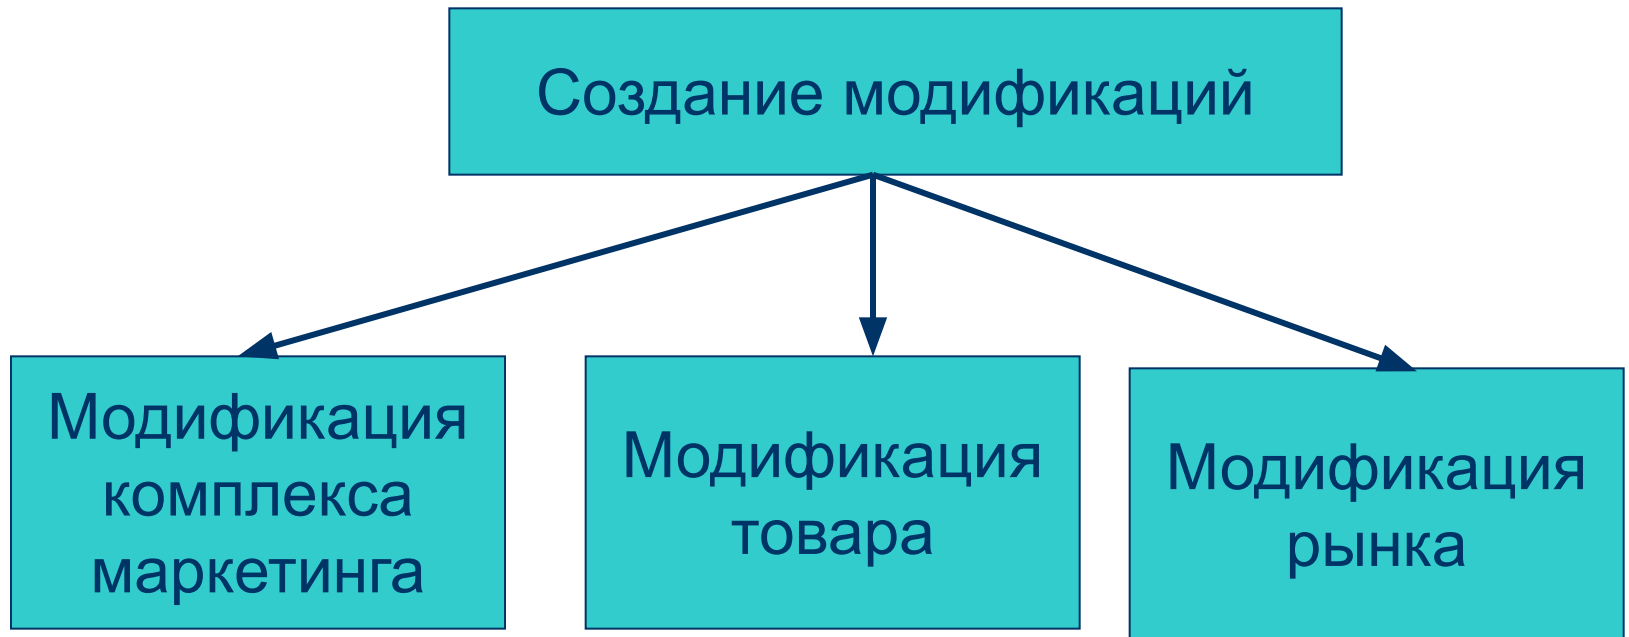 Создание модификаций
Модификация
комплекса
маркетинга
Модификация
товара
Модификация
рынка